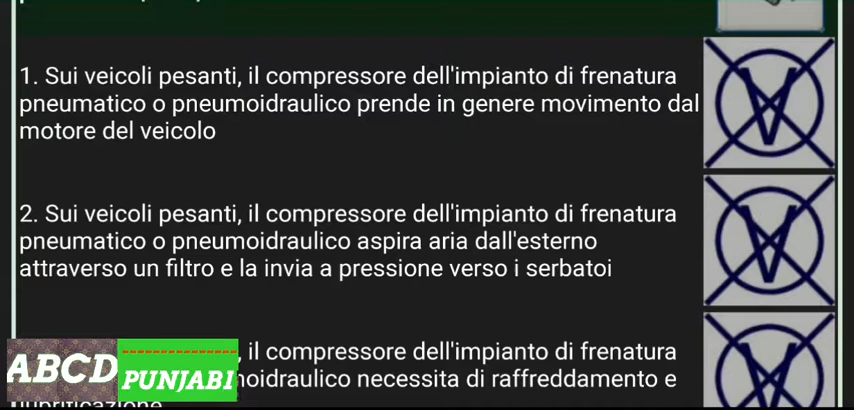 1. Sui veicoli pesanti, il compressore dell'impianto di frenatura
pneumatico o pneumoidraulico prende in genere movimento dal
motore del veicolo
V
2. Sui veicoli pesanti, il compressore dell'impianto di frenatura
pneumatico o pneumoidraulico aspira aria dall'esterno
attraverso un filtro e la invia a pressione verso i serbatoi
V
, il compressore dell'impianto di frenatura
noidraulico necessita di raffreddamento e
V
ABCD
PUNJABI